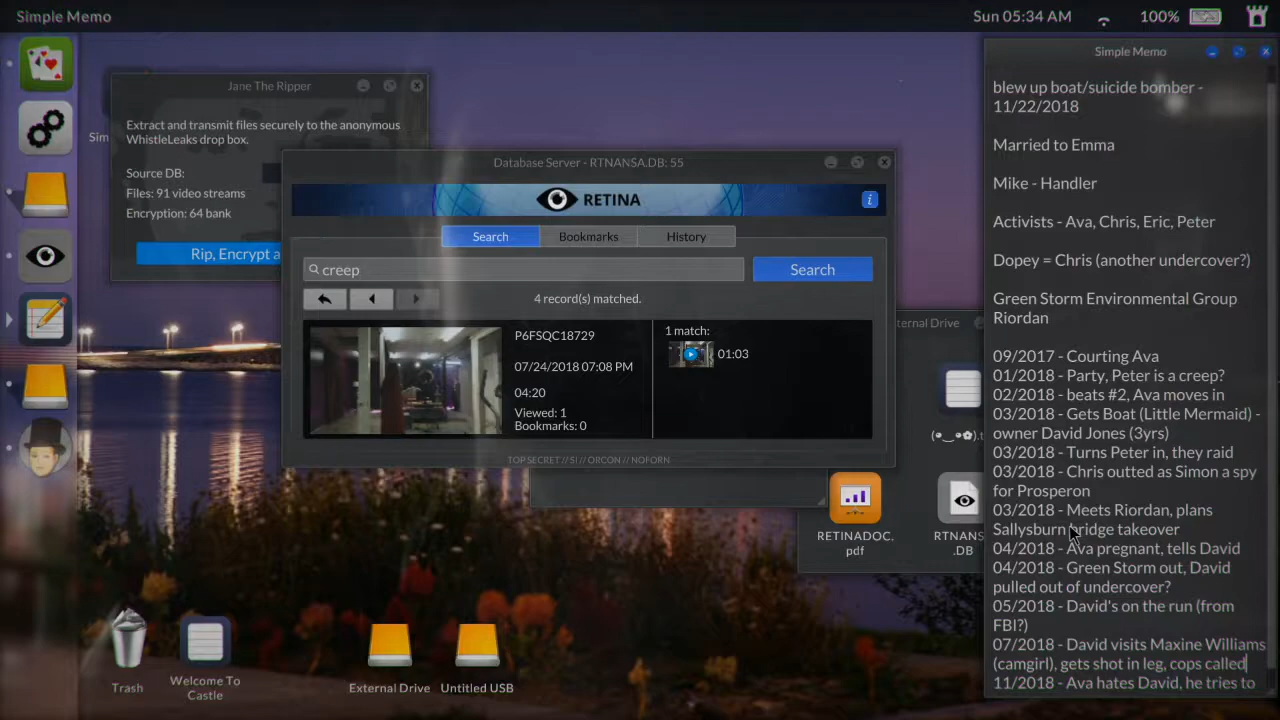 Simple Memo
Sun 05:34 AM
100%
Jane The Ripper
Extract and transmit files securely to the anonymous
WhistleLeaks drop box.
Source DB:
Files: 91 video streams
Encryption: 64 bank
Rip, Encrypt a
Sim
Database Server - RTNANSA.DB: 55
RETINA
i
Search
Bookmarks
History
creep
Search
4 record(s) matched.
P6FSQC18729
07/24/2018 07:08 PM
04:20
Viewed: 1
Bookmarks: 0
1 match:
01:03
TOP SECRET // SI // ORCON // NOFORN
ternal Drive
RETINADOC.
pdf
RTNANS
.DB
Trash
Welcome To
Castle
External Drive
Untitled USB
Simple Memo
blew up boat/suicide bomber -
11/22/2018
Married to Emma
Mike - Handler
Activists - Ava, Chris, Eric, Peter
Dopey = Chris (another undercover?)
Green Storm Environmental Group
Riordan
09/2017 - Courting Ava
01/2018 - Party, Peter is a creep?
02/2018 - beats #2, Ava moves in
03/2018 - Gets Boat (Little Mermaid) -
owner David Jones (3yrs)
03/2018 - Turns Peter in, they raid
03/2018 - Chris outted as Simon a spy
for Prosperon
03/2018 - Meets Riordan, plans
Sallysburn bridge takeover
04/2018 - Ava pregnant, tells David
04/2018 - Green Storm out, David
pulled out of undercover?
05/2018 - David's on the run (from
FBI?)
07/2018 - David visits Maxine Williams
(camgirl), gets shot in leg, cops called
11/2018 - Ava hates David, he tries to